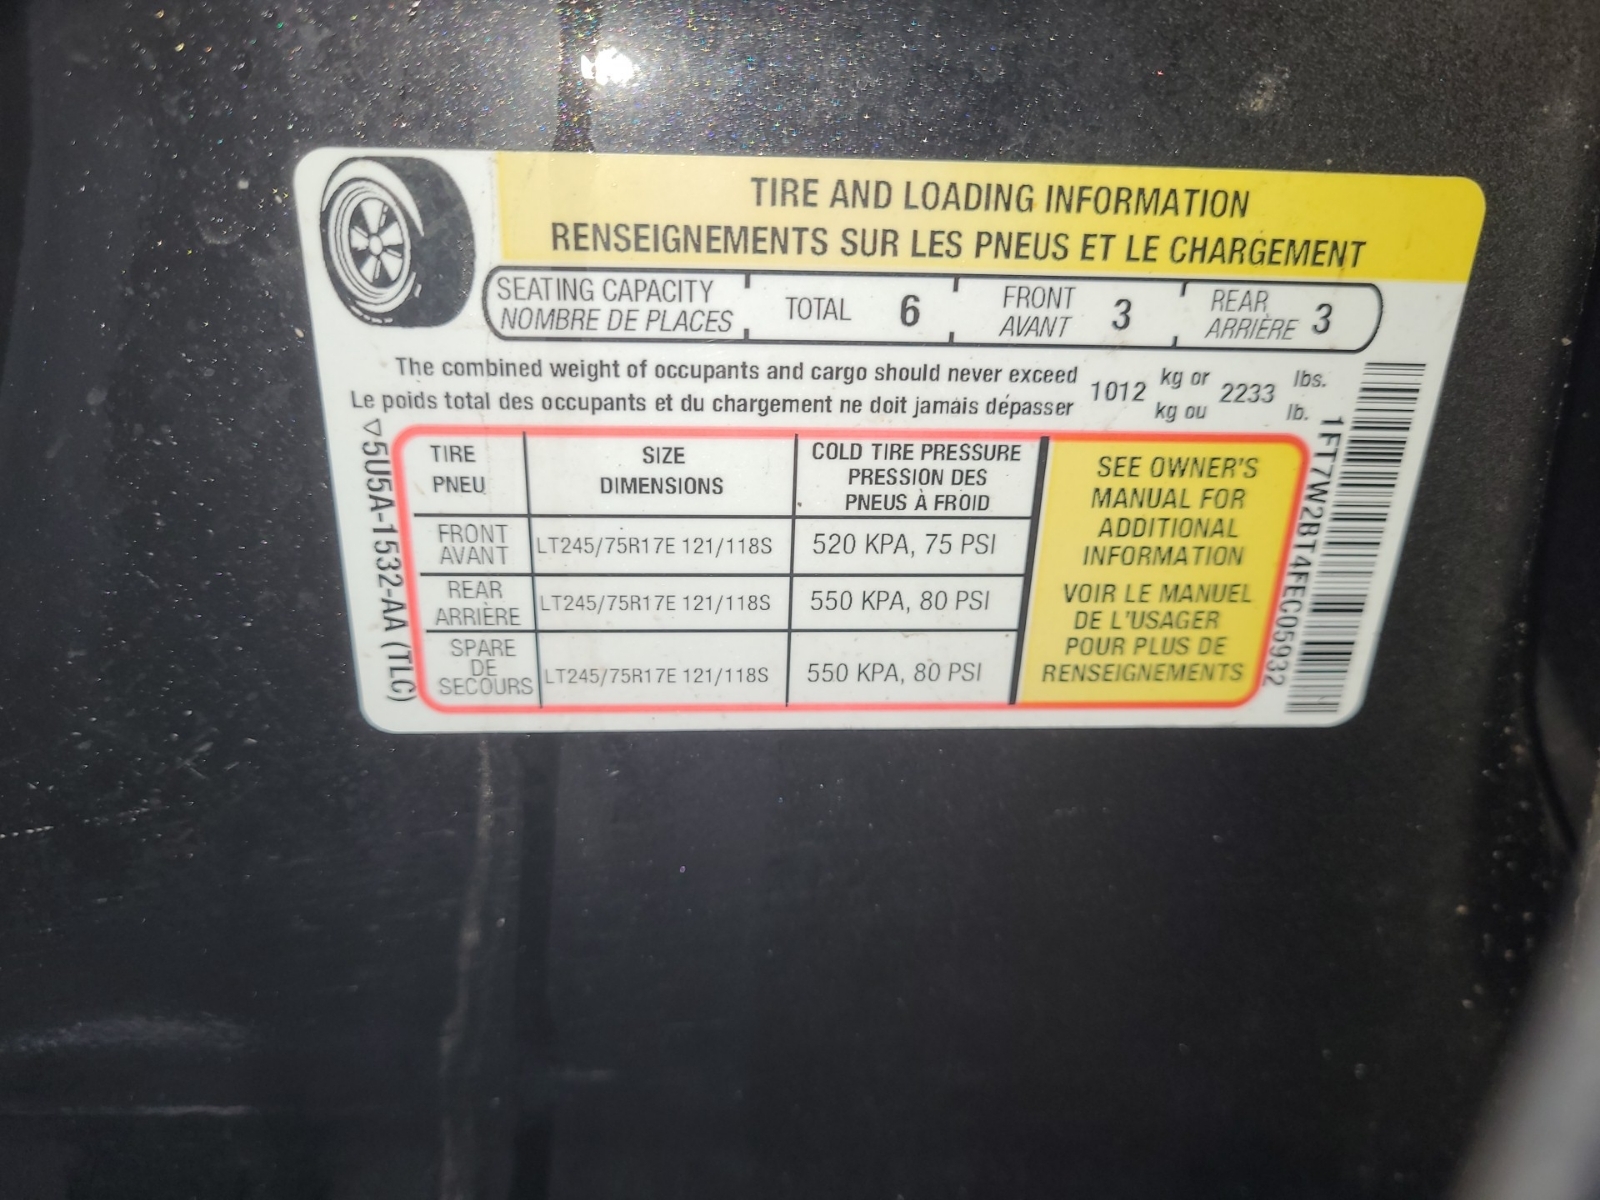 TIRE AND LOADING INFORMATION
RENSEIGNEMENTS SUR LES PNEUS ET LE CHARGEMENT
SEATING CAPACITY
NOMBRE DE PLACES
TOTAL 6
FRONT
AVANT
3
REAR
ARRIÈRE
3
The combined weight of occupants and cargo should never exceed
Le poids total des occupants et du chargement ne doit jamais dépasser
1012 kg or 2233 lbs.
kg ou lb.
TIRE
PNEU
SIZE
DIMENSIONS
COLD TIRE PRESSURE
PRESSION DES
PNEUS À FROID
FRONT
AVANT
LT245/75R17E 121/118S
520 KPA, 75 PSI
REAR
ARRIÈRE
LT245/75R17E 121/118S
550 KPA, 80 PSI
SPARE
DE
SECOURS
LT245/75R17E 121/118S
550 KPA, 80 PSI
SEE OWNER'S
MANUAL FOR
ADDITIONAL
INFORMATION
VOIR LE MANUEL
DE L'USAGER
POUR PLUS DE
RENSEIGNEMENTS
▽5U5A-1532-AA (TLC)
1FT7W2BT4FEC05932